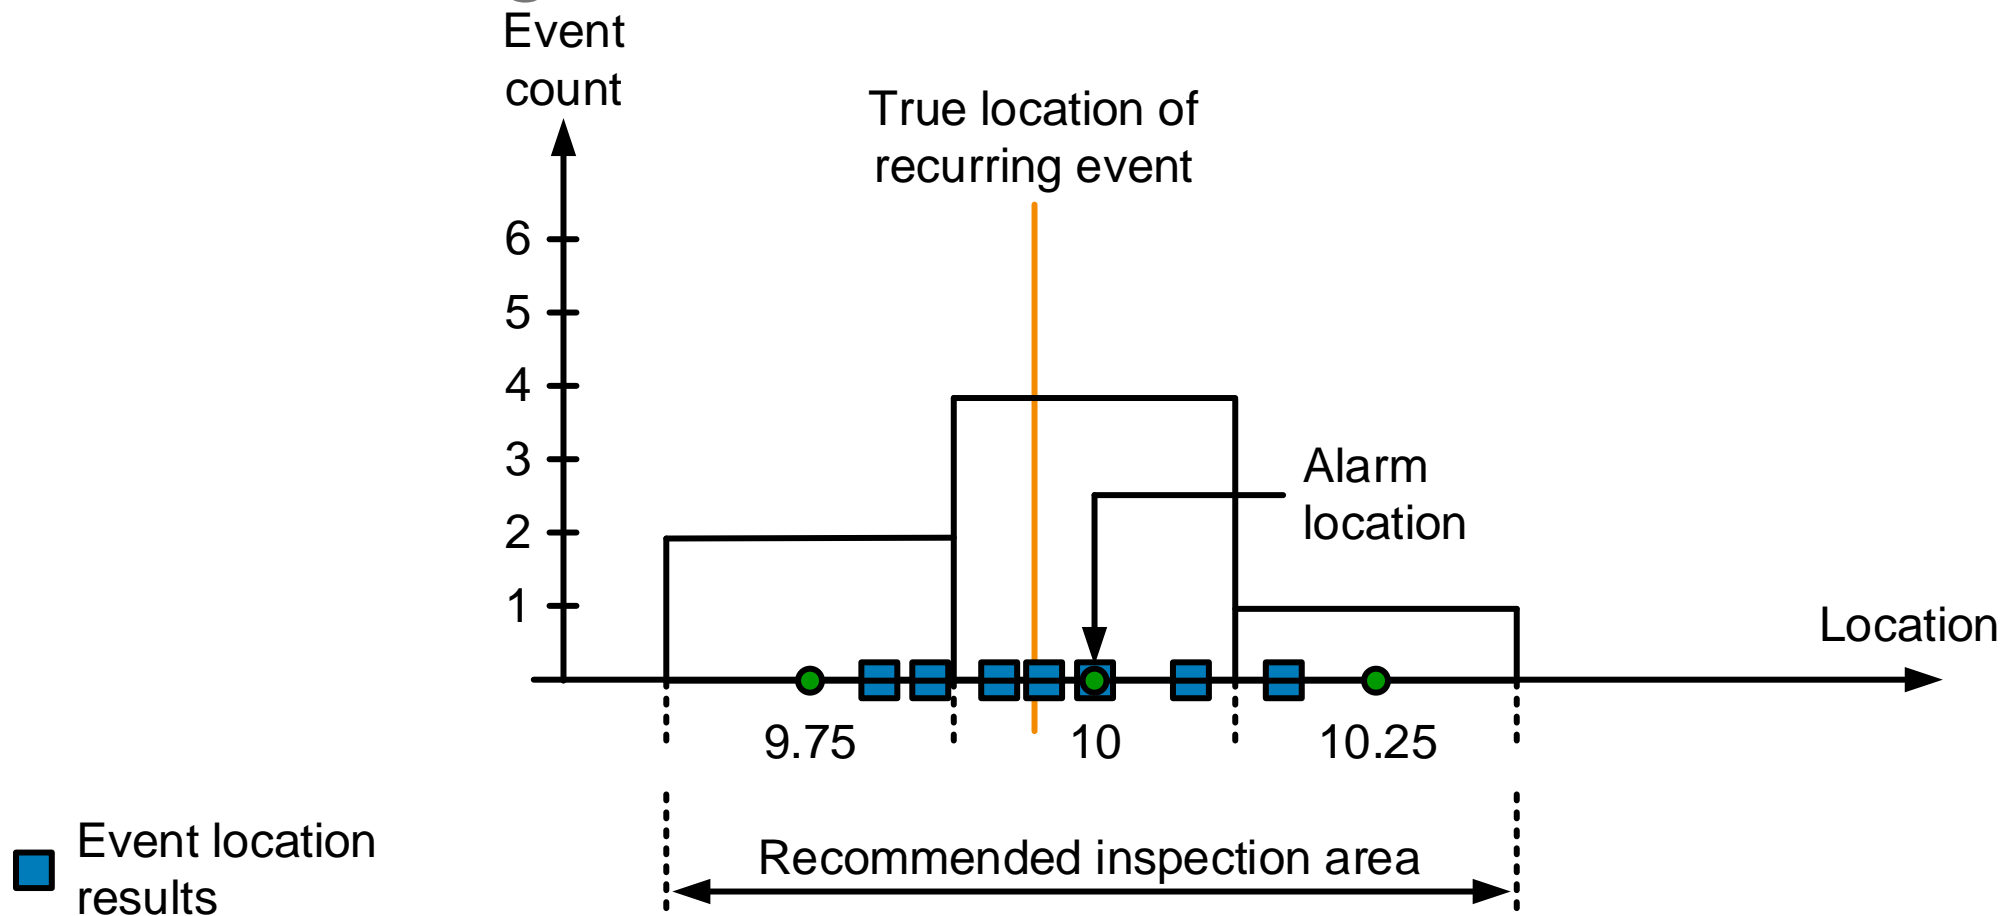 Event
count
True location of
recurring event
6
5
4
3
2
1
Alarm
location
Location
9.75
10
10.25
Recommended inspection area
Event location
results